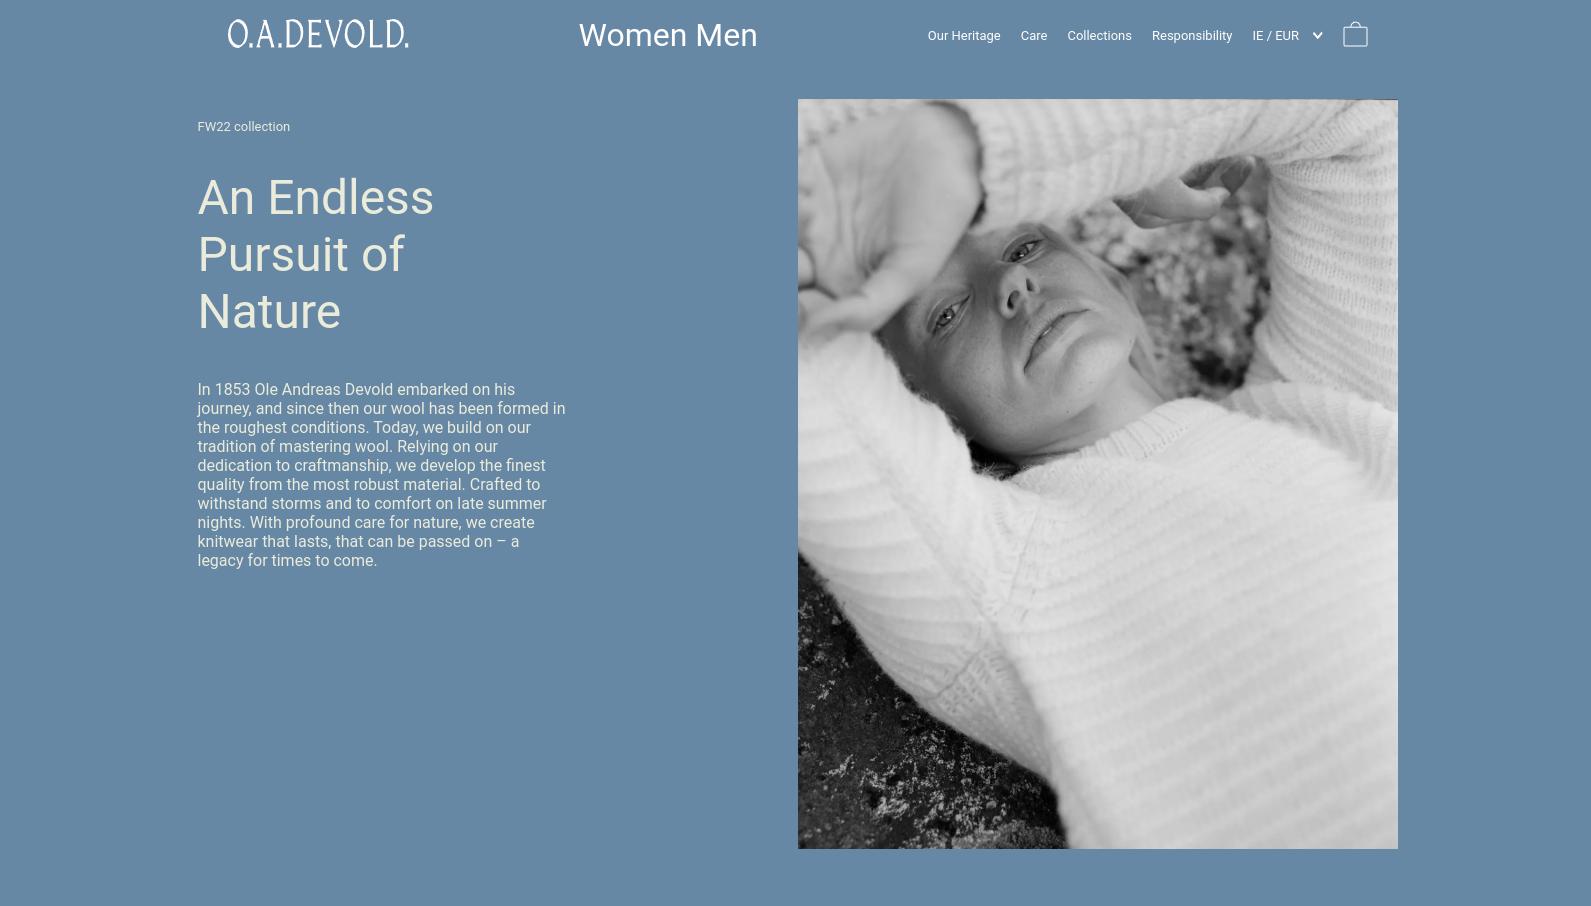 O.A.DEVOLD.
Women Men
Our Heritage
Care
Collections
Responsibility
IE / EUR
FW22 collection
An Endless
Pursuit of
Nature
In 1853 Ole Andreas Devold embarked on his
journey, and since then our wool has been formed in
the roughest conditions. Today, we build on our
tradition of mastering wool. Relying on our
dedication to craftmanship, we develop the finest
quality from the most robust material. Crafted to
withstand storms and to comfort on late summer
nights. With profound care for nature, we create
knitwear that lasts, that can be passed on – a
legacy for times to come.